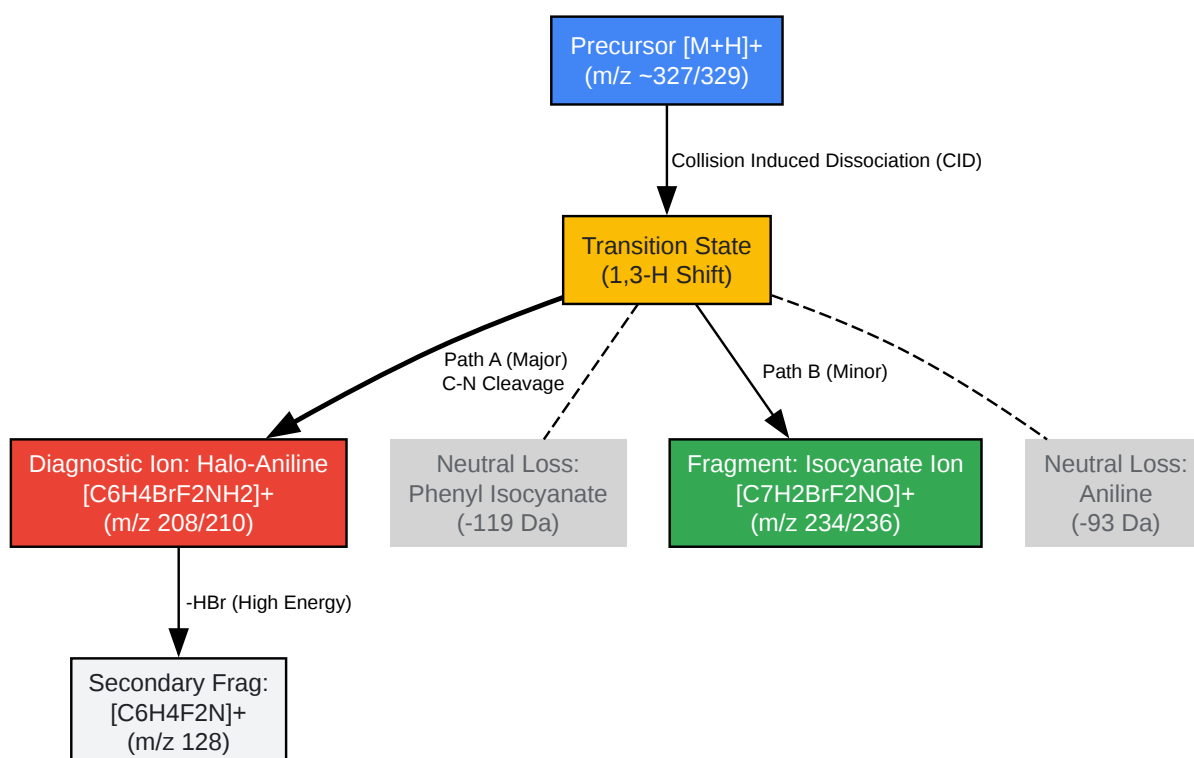 Precursor [M+H]+
(m/z ~327/329)
Collision Induced Dissociation (CID)
Transition State
(1,3-H Shift)
Path A (Major)
C-N Cleavage
Path B (Minor)
Diagnostic Ion: Halo-Aniline
[C6H4BrF2NH2]+
(m/z 208/210)
Neutral Loss:
Phenyl Isocyanate
(-119 Da)
Fragment: Isocyanate Ion
[C7H2BrF2NO]+
(m/z 234/236)
Neutral Loss:
Aniline
(-93 Da)
-HBr (High Energy)
Secondary Frag:
[C6H4F2N]+
(m/z 128)